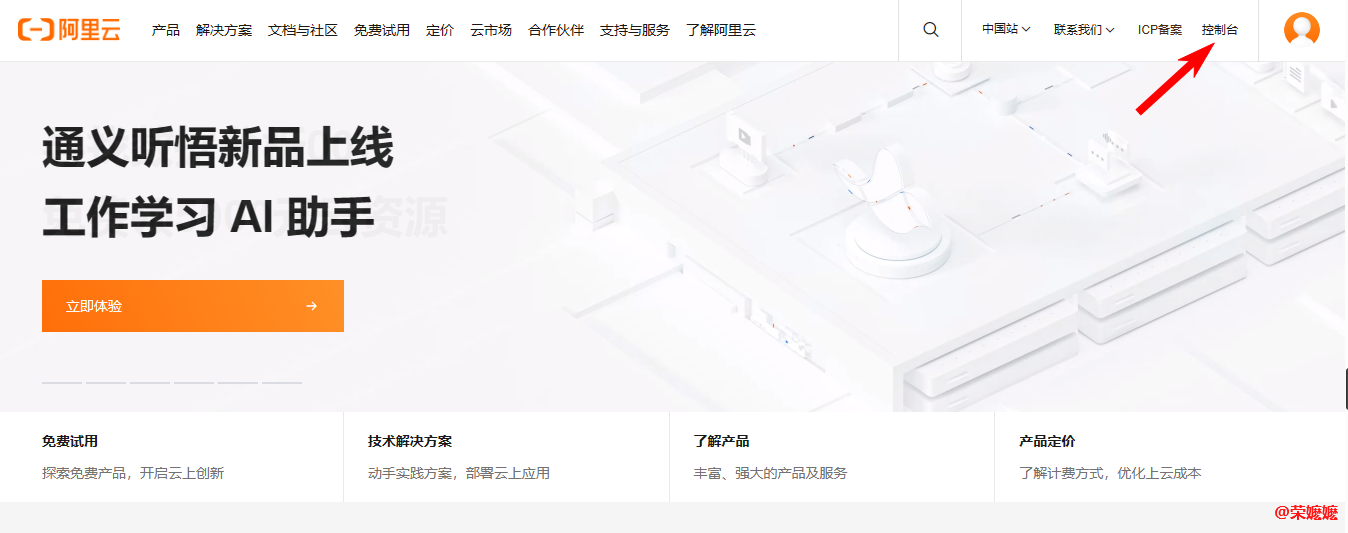 阿里云
产品 解决方案 文档与社区 免费试用 定价 云市场 合作伙伴 支持与服务 了解阿里云
中国站 联系我们 ICP备案 控制台
通义听悟新品上线
工作学习 AI 助手
立即体验
免费试用
探索免费产品，开启云上创新
技术解决方案
动手实践方案，部署云上应用
了解产品
丰富、强大的产品及服务
产品定价
了解计费方式，优化上云成本
@荣嬷嬷